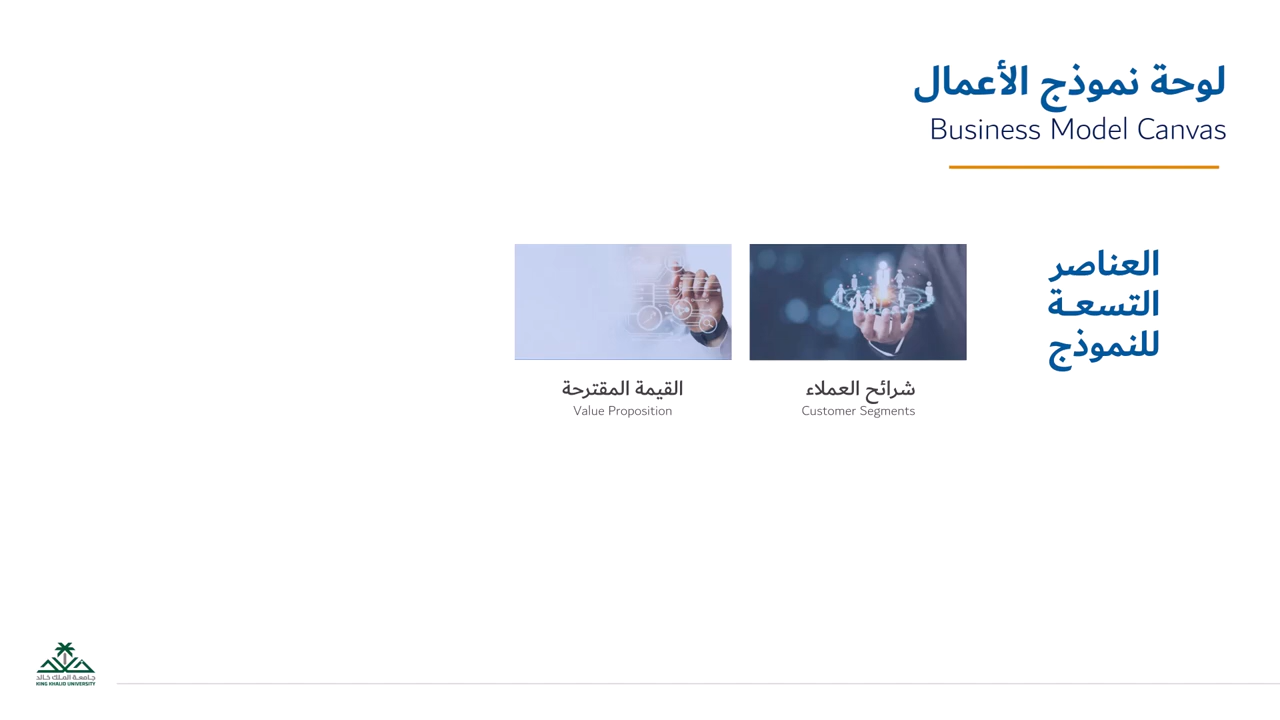 لوحة نموذج الأعمال
Business Model Canvas
العناصر
التسعـة
للنموذج
شرائح العملاء
Customer Segments
القيمة المقترحة
Value Proposition
جامعة الملك خالد
KING KHALID UNIVERSITY